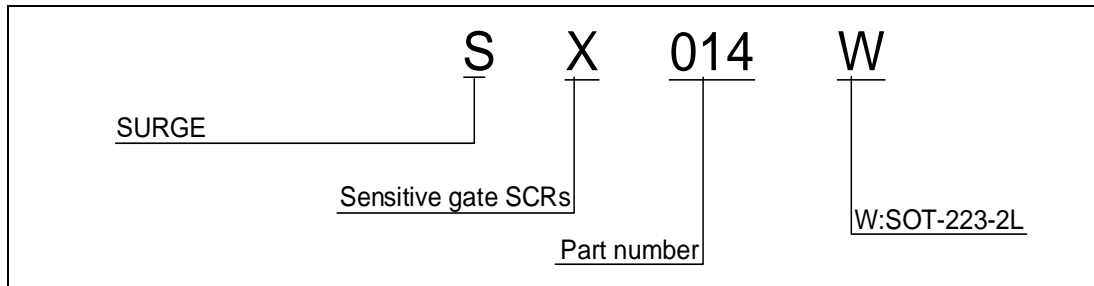 S X 014 W
SURGE
Sensitive gate SCRs
W:SOT-223-2L
Part number